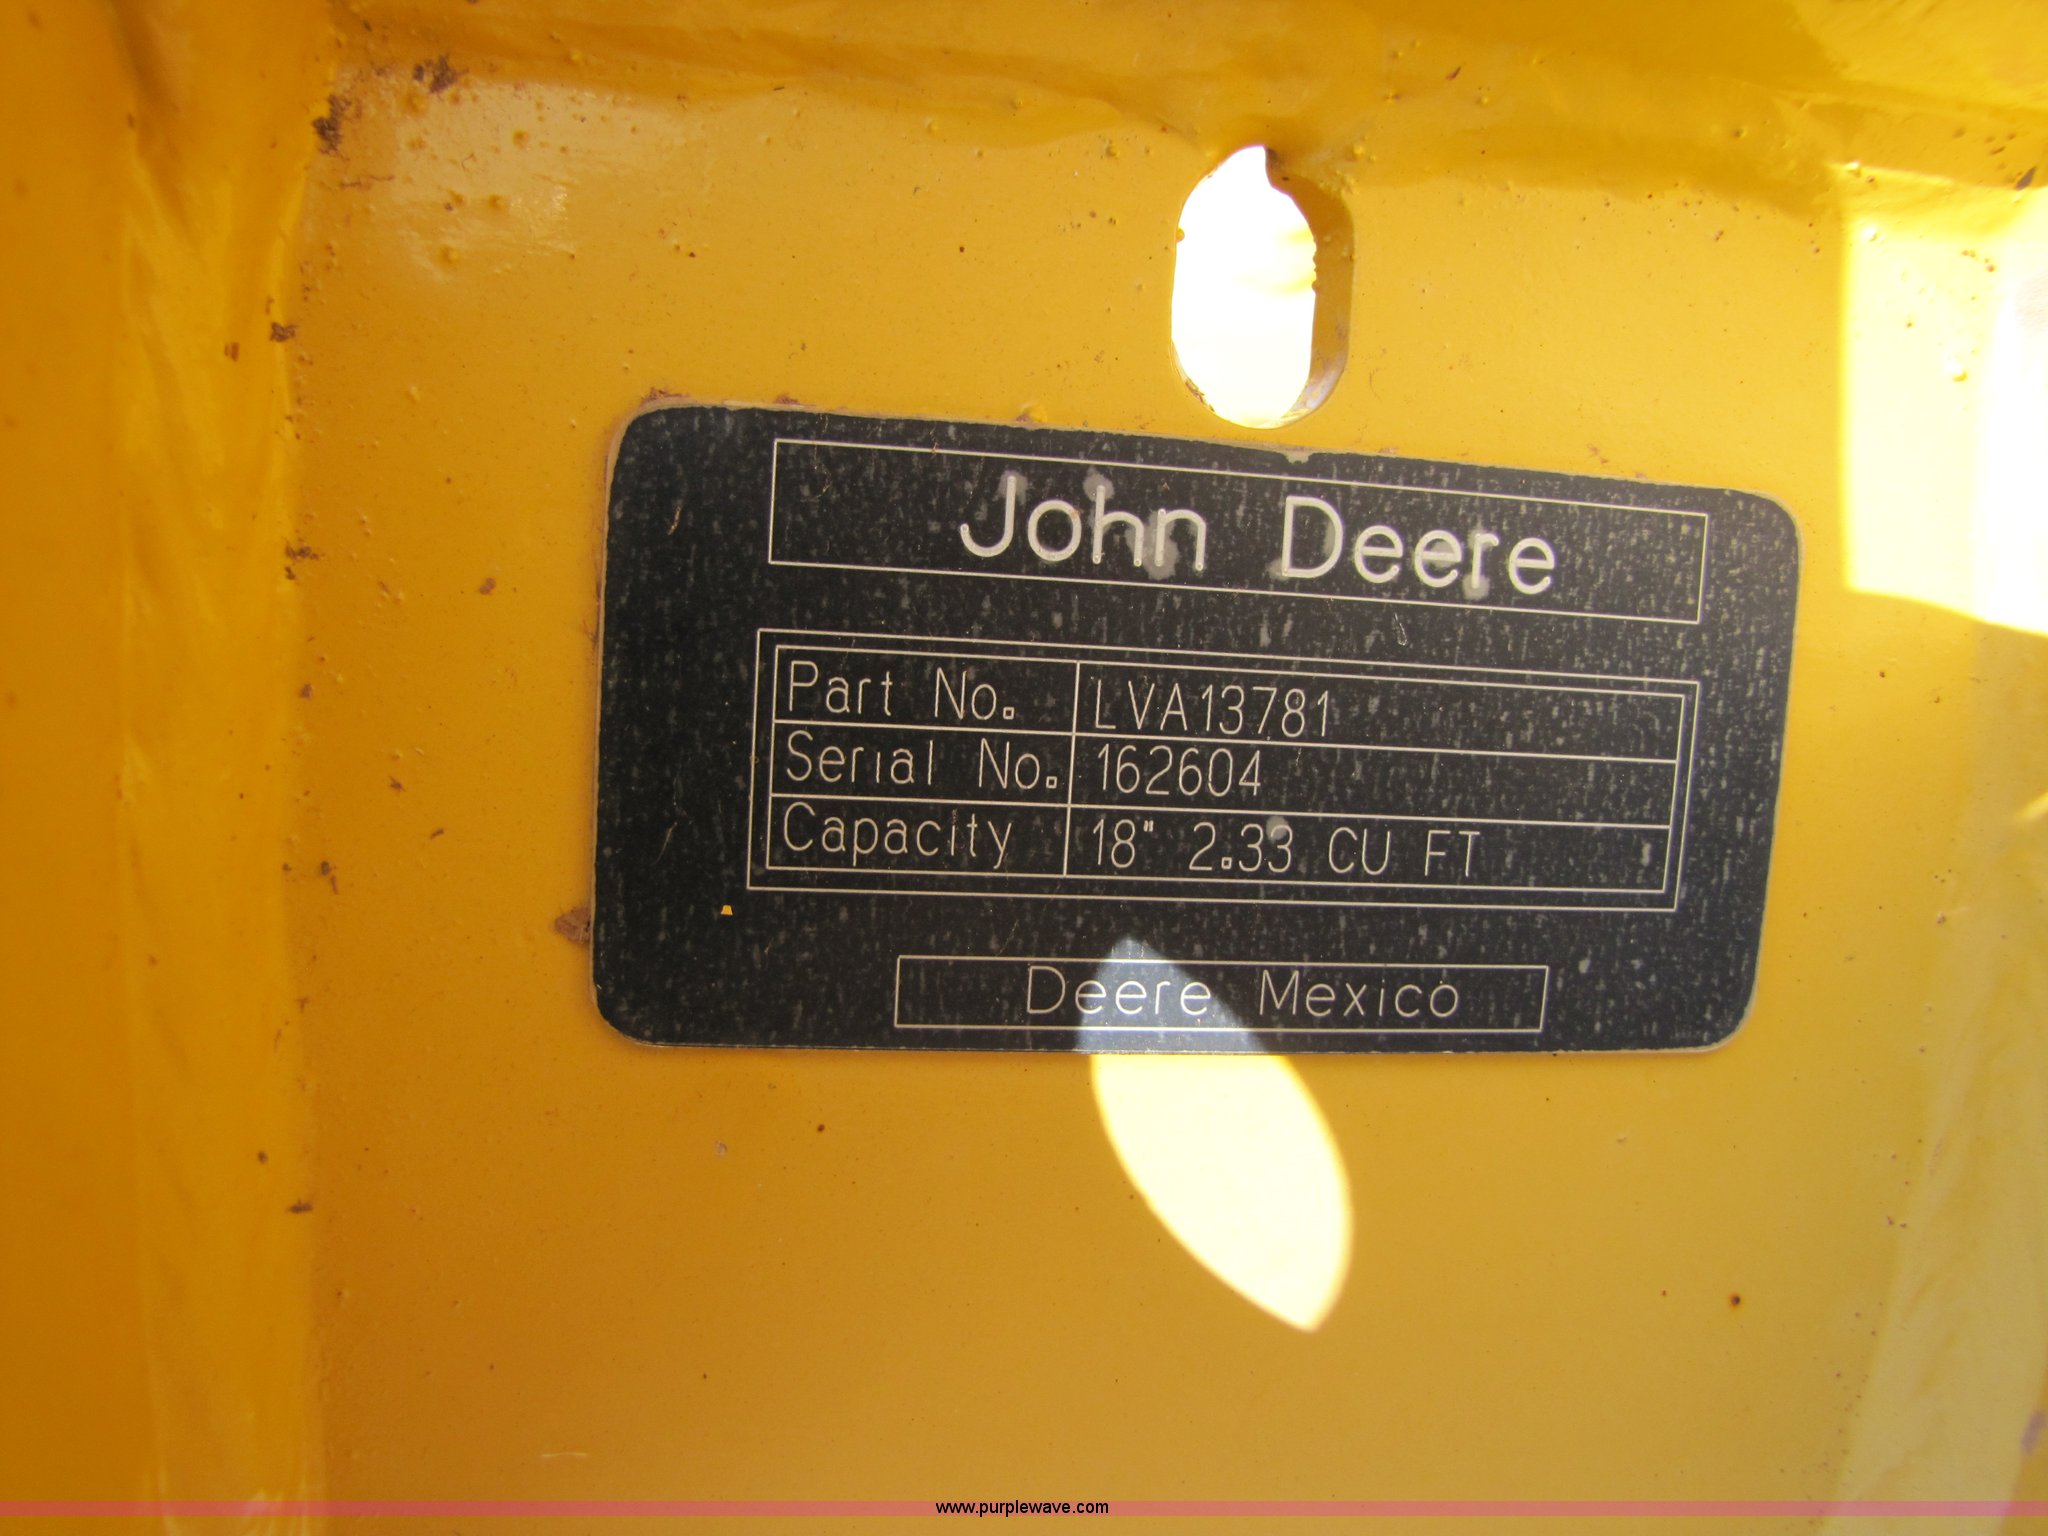 John Deere
Part No. LVA13781
Serial No. 162604
Capacity 18" 2.33 CU FT
Deere Mexico
www.purplewave.com